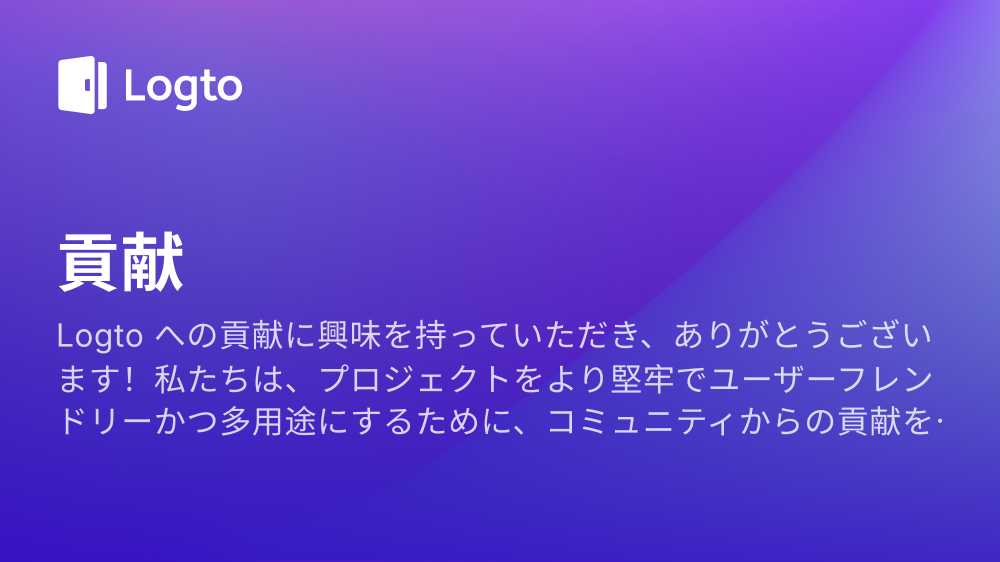 Logto
貢献
Logto への貢献に興味を持っていただき、ありがとうござい
ます！私たちは、プロジェクトをより堅牢でユーザーフレン
ドリーかつ多用途にするために、コミュニティからの貢献を·